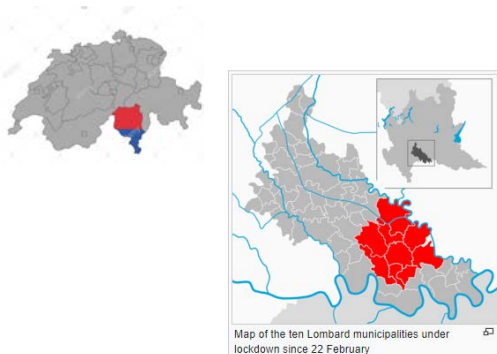 Map of the ten Lombard municipalities under
lockdown since 22 February